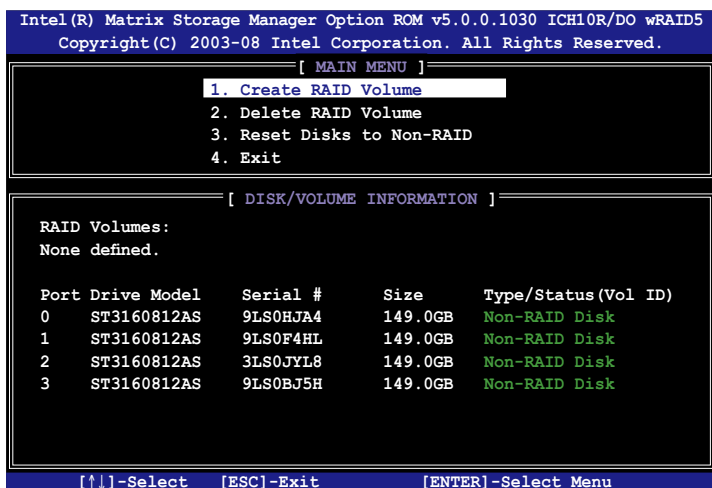 Intel(R) Matrix Storage Manager Option ROM v5.0.0.1030 ICH10R/DO wRAID5
Copyright(C) 2003-08 Intel Corporation. All Rights Reserved.
[ MAIN MENU ]
1. Create RAID Volume
2. Delete RAID Volume
3. Reset Disks to Non-RAID
4. Exit
[ DISK/VOLUME INFORMATION ]
RAID Volumes:
None defined.
Port Drive Model Serial # Size Type/Status(Vol ID)
0 ST3160812AS 9LS0HJA4 149.0GB Non-RAID Disk
1 ST3160812AS 9LS0F4HL 149.0GB Non-RAID Disk
2 ST3160812AS 3LS0JYL8 149.0GB Non-RAID Disk
3 ST3160812AS 9LS0BJ5H 149.0GB Non-RAID Disk
[↑↓]-Select [ESC]-Exit [ENTER]-Select Menu